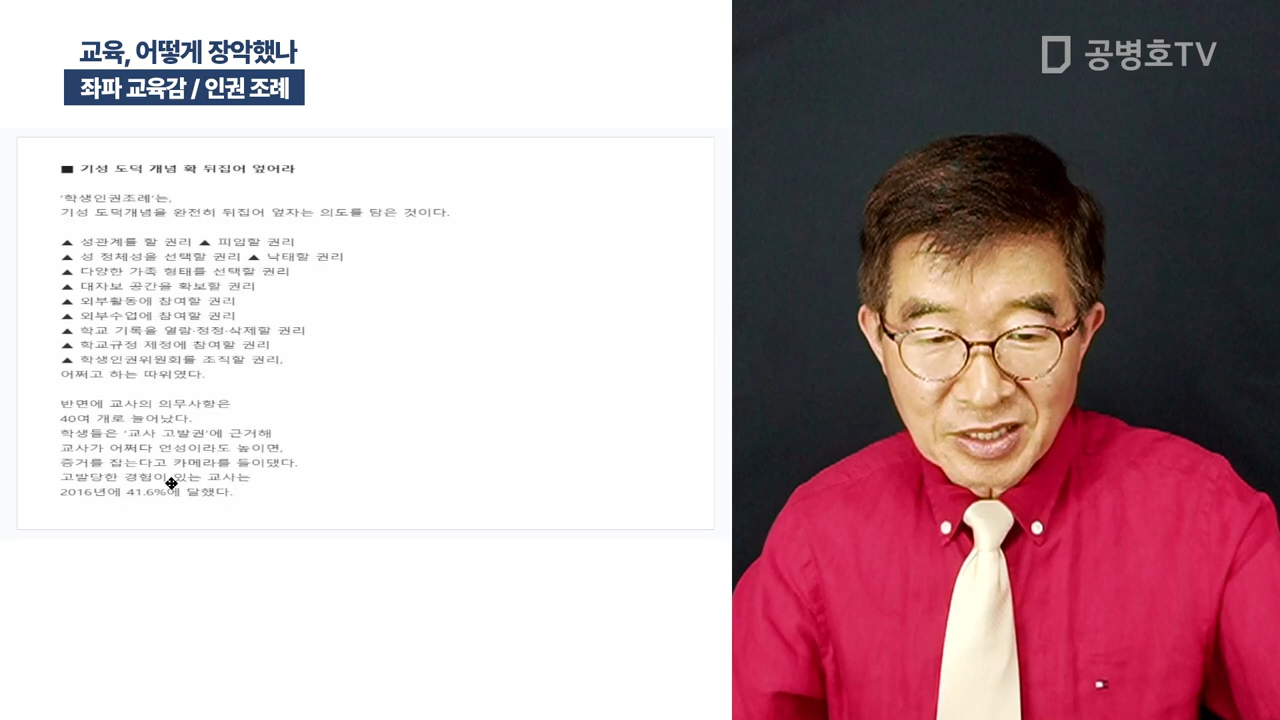 교육, 어떻게 장악했나
좌파 교육감 / 인권 조례
공병호TV
■ 기성 도덕 개념 확 뒤집어 엎어라
'학생인권조례'는,
기성 도덕개념을 완전히 뒤집어 엎자는 의도를 담은 것이다.
▲ 성관계를 할 권리 ▲ 피임할 권리
▲ 성 정체성을 선택할 권리 ▲ 낙태할 권리
▲ 다양한 가족 형태를 선택할 권리
▲ 대자보 공간을 확보할 권리
▲ 외부활동에 참여할 권리
▲ 외부수업에 참여할 권리
▲ 학교 기록을 열람·정정·삭제할 권리
▲ 학교규정 제정에 참여할 권리
▲ 학생인권위원회를 조직할 권리,
어쩌고 하는 따위였다.
반면에 교사의 의무사항은
40여 개로 늘어났다.
학생들은 '교사 고발권'에 근거해
교사가 어쩌다 언성이라도 높이면,
증거를 잡는다고 카메라를 들이댔다.
고발당한 경험이 있는 교사는
2016년에 41.6%에 달했다.